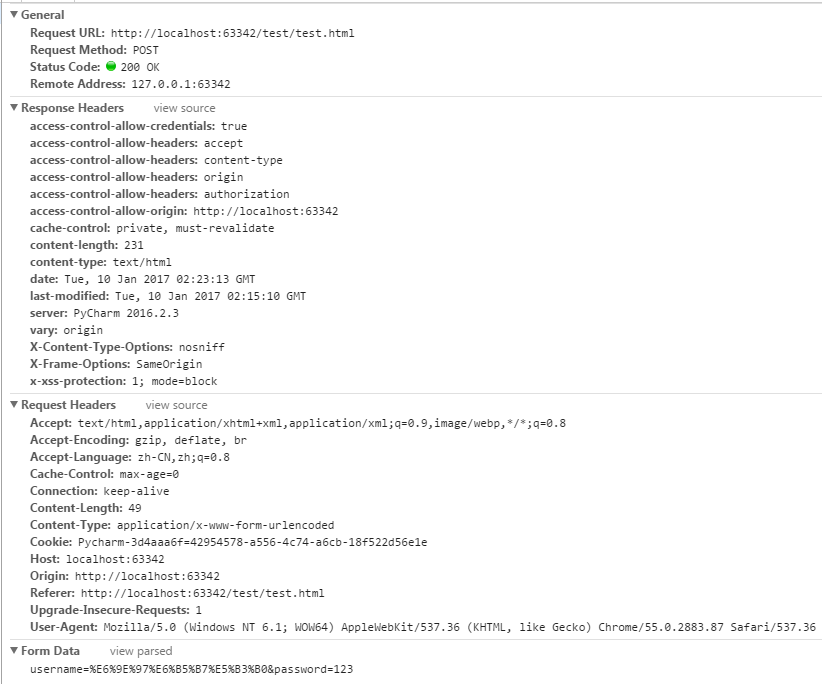 General
Request URL: http://localhost:63342/test/test.html
Request Method: POST
Status Code: 200 OK
Remote Address: 127.0.0.1:63342
Response Headers view source
access-control-allow-credentials: true
access-control-allow-headers: accept
access-control-allow-headers: content-type
access-control-allow-headers: origin
access-control-allow-headers: authorization
access-control-allow-origin: http://localhost:63342
cache-control: private, must-revalidate
content-length: 231
content-type: text/html
date: Tue, 10 Jan 2017 02:23:13 GMT
last-modified: Tue, 10 Jan 2017 02:15:10 GMT
server: PyCharm 2016.2.3
vary: origin
X-Content-Type-Options: nosniff
X-Frame-Options: SameOrigin
x-xss-protection: 1; mode=block
Request Headers view source
Accept: text/html,application/xhtml+xml,application/xml;q=0.9,image/webp,*/*;q=0.8
Accept-Encoding: gzip, deflate, br
Accept-Language: zh-CN,zh;q=0.8
Cache-Control: max-age=0
Connection: keep-alive
Content-Length: 49
Content-Type: application/x-www-form-urlencoded
Cookie: Pycharm-3d4aaa6f=42954578-a556-4c74-a6cb-18f522d56e1e
Host: localhost:63342
Origin: http://localhost:63342
Referer: http://localhost:63342/test/test.html
Upgrade-Insecure-Requests: 1
User-Agent: Mozilla/5.0 (Windows NT 6.1; WOW64) AppleWebKit/537.36 (KHTML, like Gecko) Chrome/55.0.2883.87 Safari/537.36
Form Data view parsed
username=%E6%9E%97%E6%B5%B7%E5%B3%B0&password=123